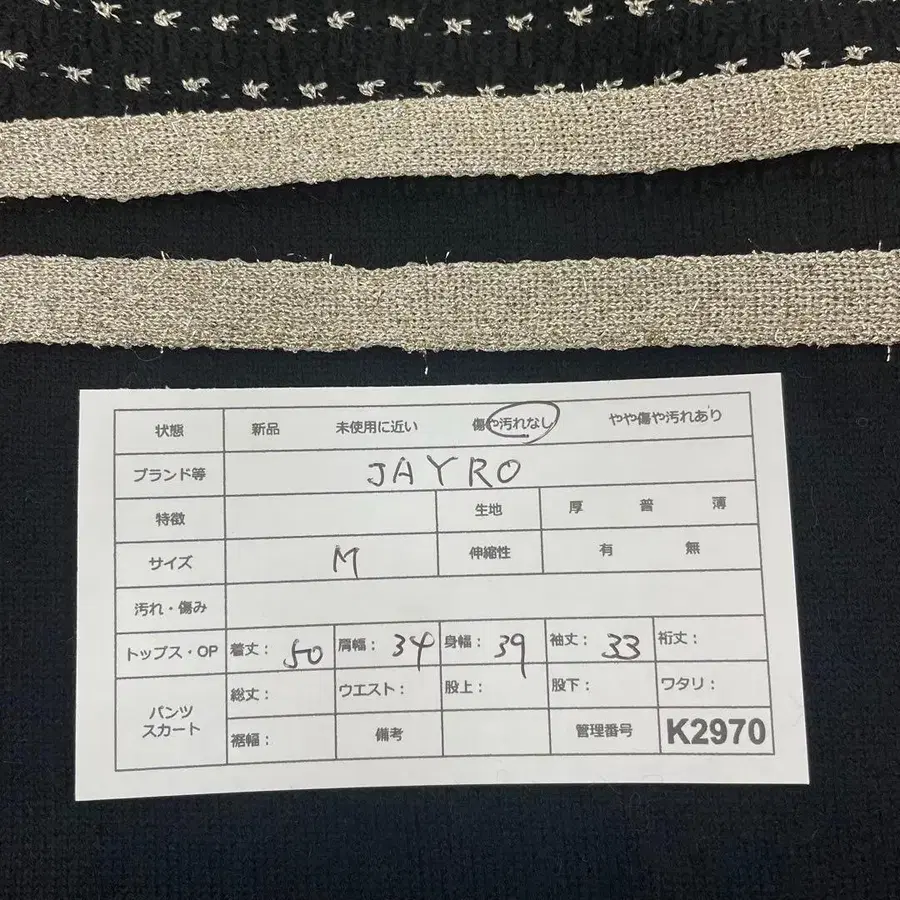 状態 新品 未使用に近い 傷や汚れなし やや傷や汚れあり
ブランド等 JAYRO
特徴 生地 厚 普 薄
サイズ M 伸縮性 有 無
汚れ・傷み
トップス・OP 着丈: 50 肩幅: 34 身幅: 39 袖丈: 33 裄丈:
パンツ スカート 総丈: ウエスト: 股上: 股下: ワタリ:
裾幅: 備考 管理番号 K2970